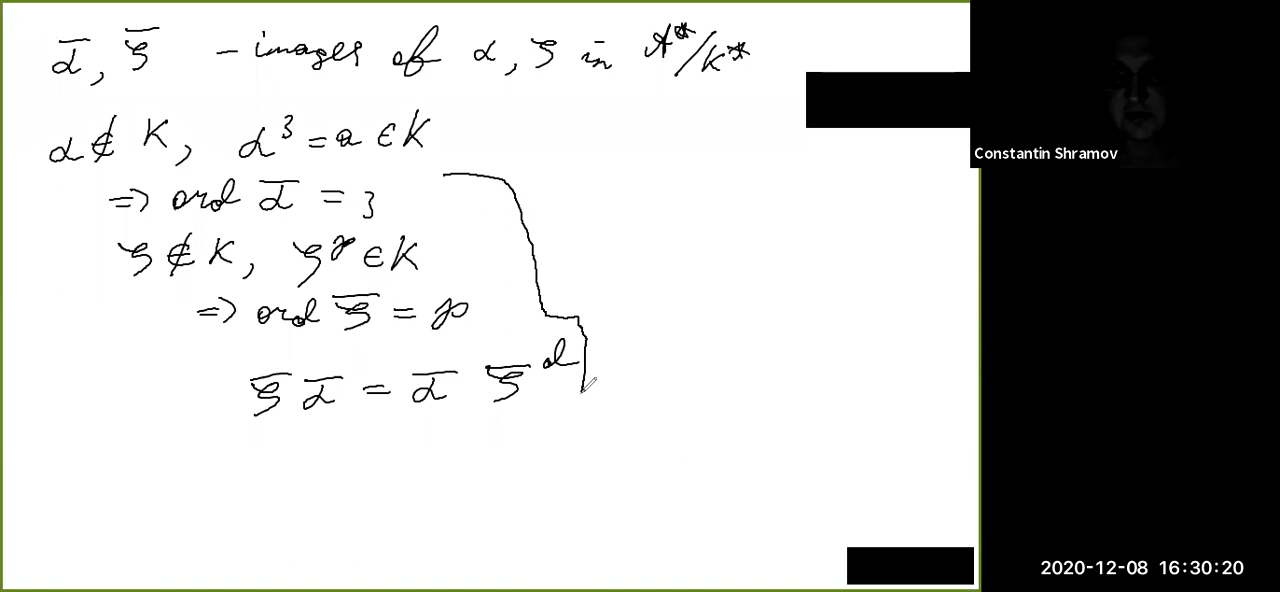 ᾱ, ξ̄ – images of α, ξ in A*/K*
α ∉ K, α³ = a ∈ K
⇒ ord ᾱ = 3
ξ ∉ K, ξᵖ ∈ K
⇒ ord ξ̄ = p
ξ̄ ᾱ = ᾱ ξ̄ᵈ
Constantin Shramov
2020-12-08 16:30:20